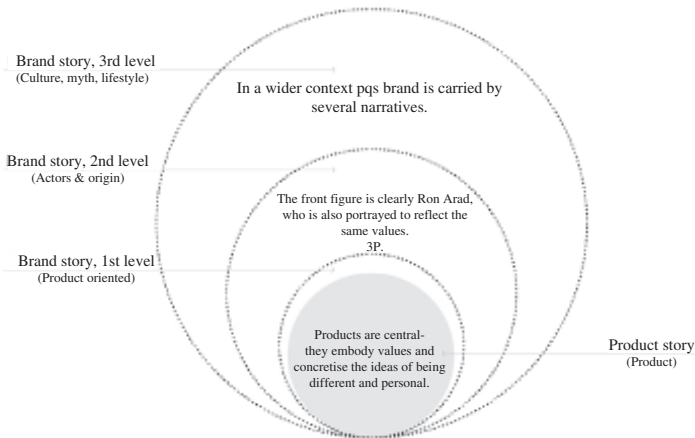 Brand story, 3rd level
(Culture, myth, lifestyle)
In a wider context pqs brand is carried by
several narratives.
Brand story, 2nd level
(Actors & origin)
The front figure is clearly Ron Arad,
who is also portrayed to reflect the
same values.
3P.
Brand story, 1st level
(Product oriented)
Products are central-
they embody values and
concretise the ideas of being
different and personal.
Product story
(Product)